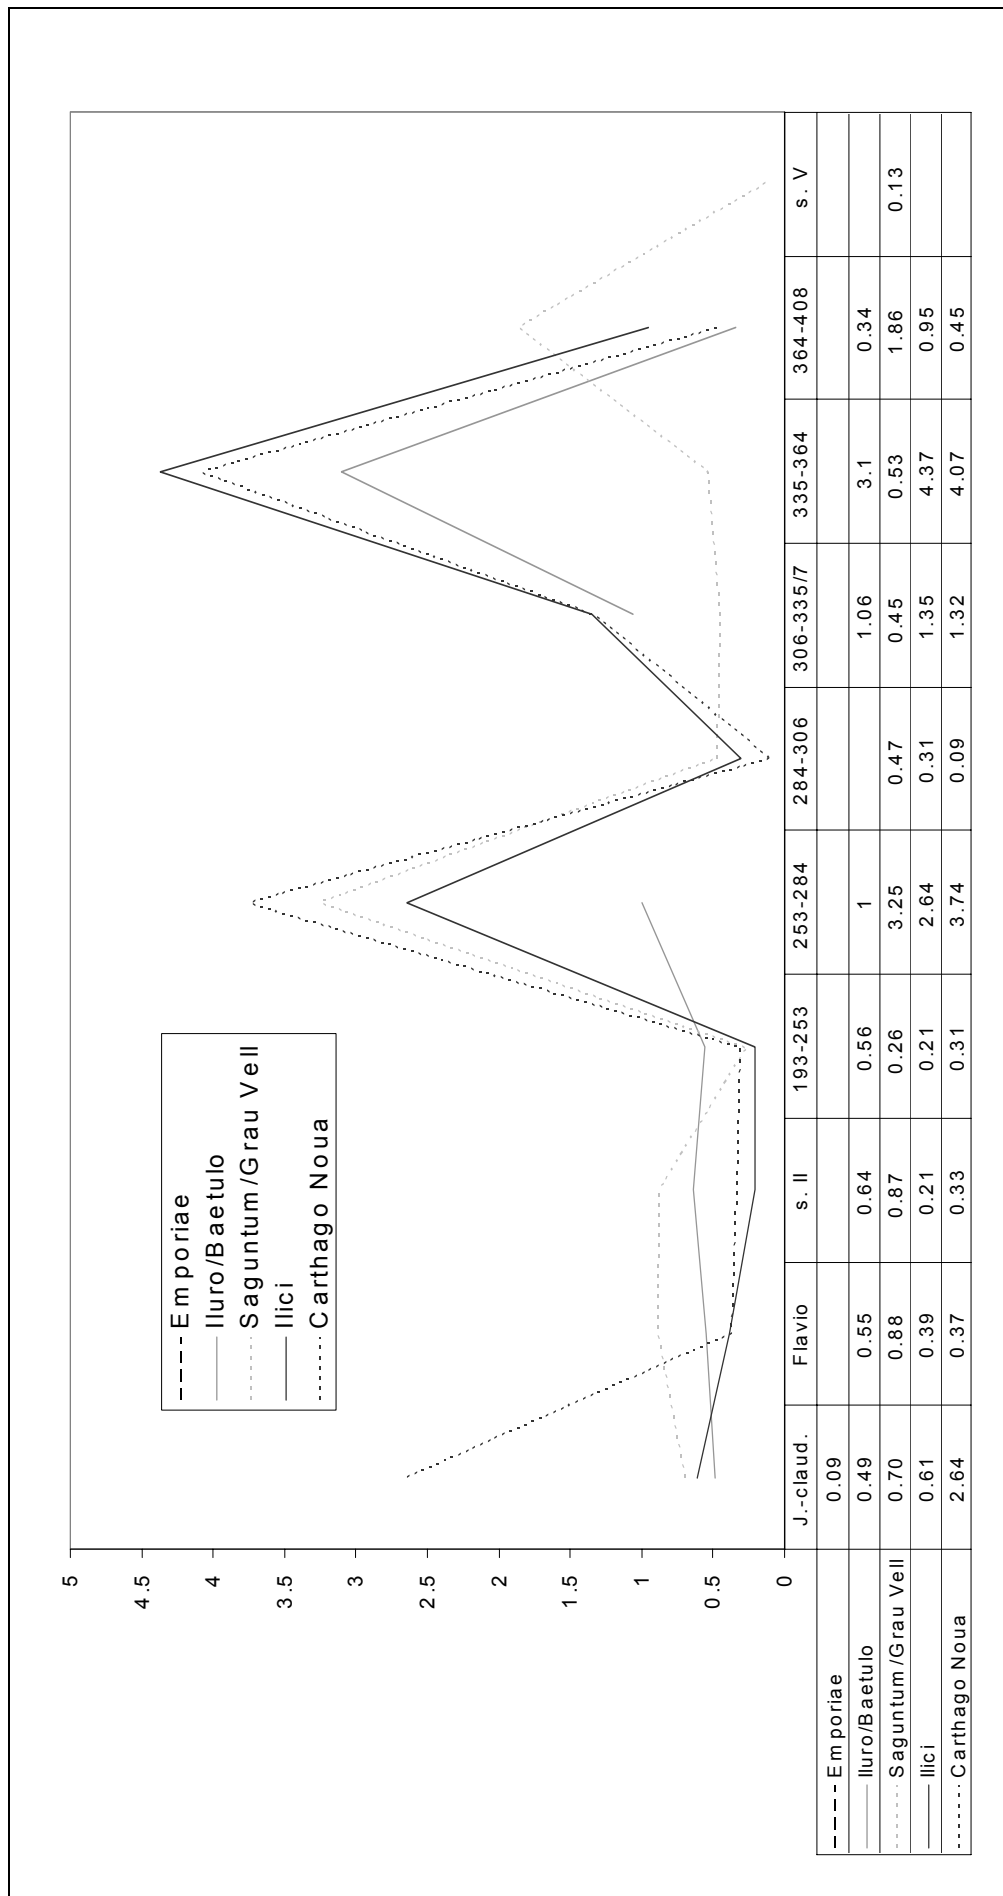 5
4.5
4
3.5
3
2.5
2
1.5
1
0.5
0
Emporiae
Iluro/Baetulo
Saguntum/Grau Vell
Ilici
Carthago Noua
J.-claud. Flavio s. II 193-253 253-284 284-306 306-335/7 335-364 364-408 s. V
Emporiae 0.09
Iluro/Baetulo 0.49 0.55 0.64 0.56 1 1.06 3.1 0.34
Saguntum/Grau Vell 0.70 0.88 0.87 0.26 3.25 0.47 0.45 0.53 1.86 0.13
Ilici 0.61 0.39 0.21 0.21 2.64 0.31 1.35 4.37 0.95
Carthago Noua 2.64 0.37 0.33 0.31 3.74 0.09 1.32 4.07 0.45